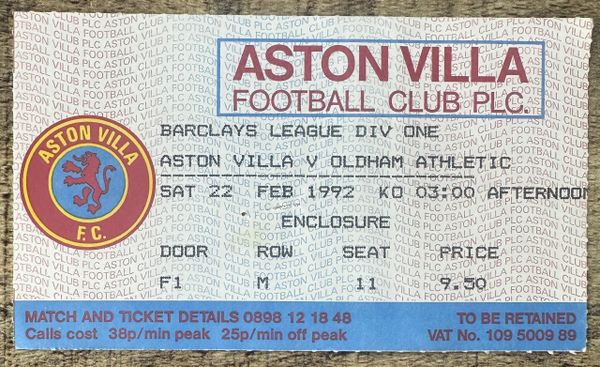 ASTON VILLA
FOOTBALL CLUB PLC.
ASTON VILLA
F.C.
BARCLAYS LEAGUE DIV ONE
ASTON VILLA V OLDHAM ATHLETIC
SAT 22 FEB 1992 KO 03:00 AFTERNOON
ENCLOSURE
DOOR ROW SEAT PRICE
F1 M 11 9.50
MATCH AND TICKET DETAILS 0898 12 18 48 TO BE RETAINED
Calls cost 38p/min peak 25p/min off peak VAT No. 109 5009 89